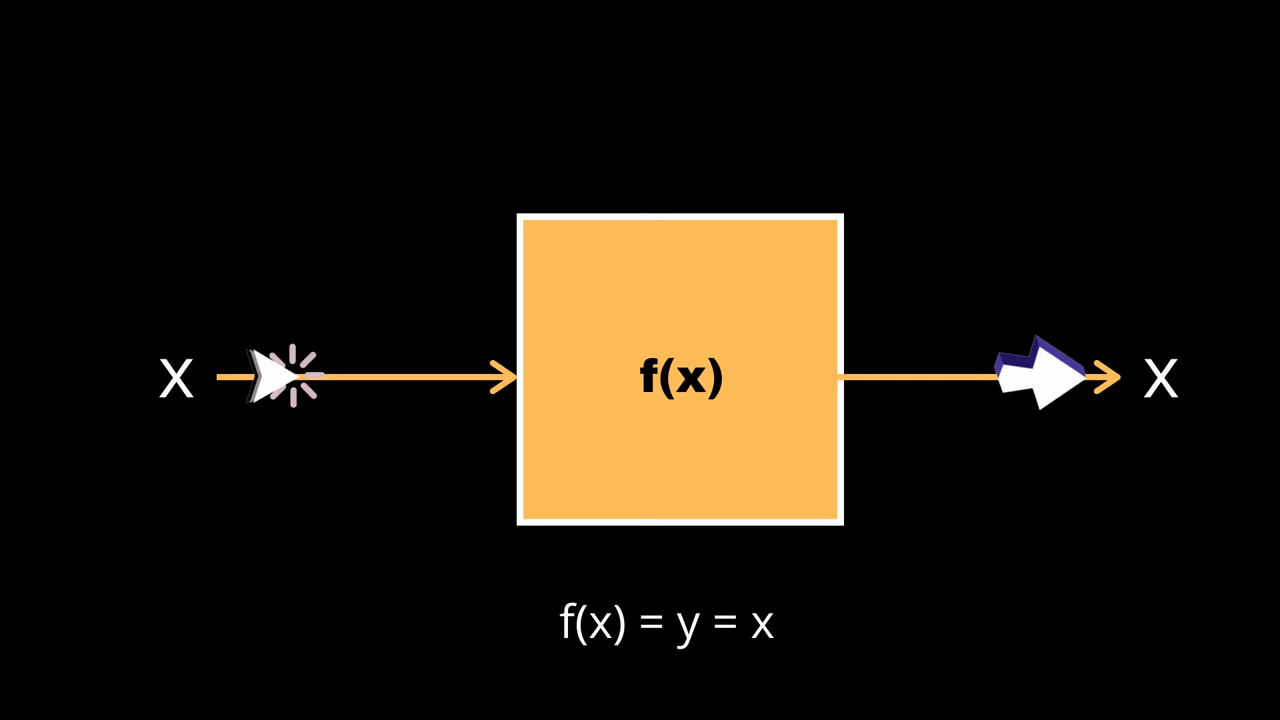 X f(x) X
f(x) = y = x